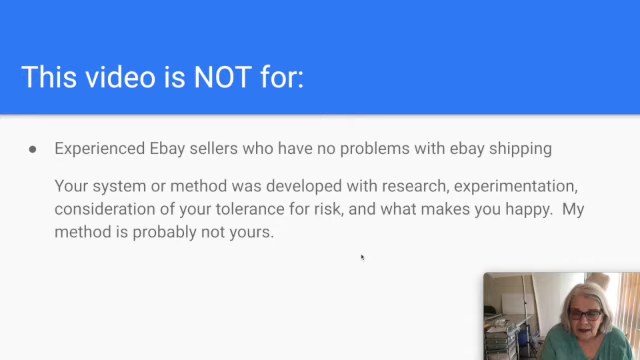 This video is NOT for:
● Experienced Ebay sellers who have no problems with ebay shipping
Your system or method was developed with research, experimentation,
consideration of your tolerance for risk, and what makes you happy.  My
method is probably not yours.